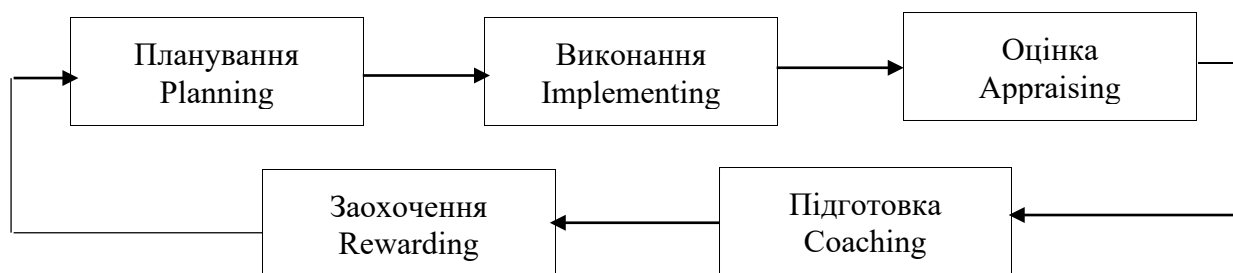 Планування
Planning
Виконання
Implementing
Оцінка
Appraising
Заохочення
Rewarding
Підготовка
Coaching